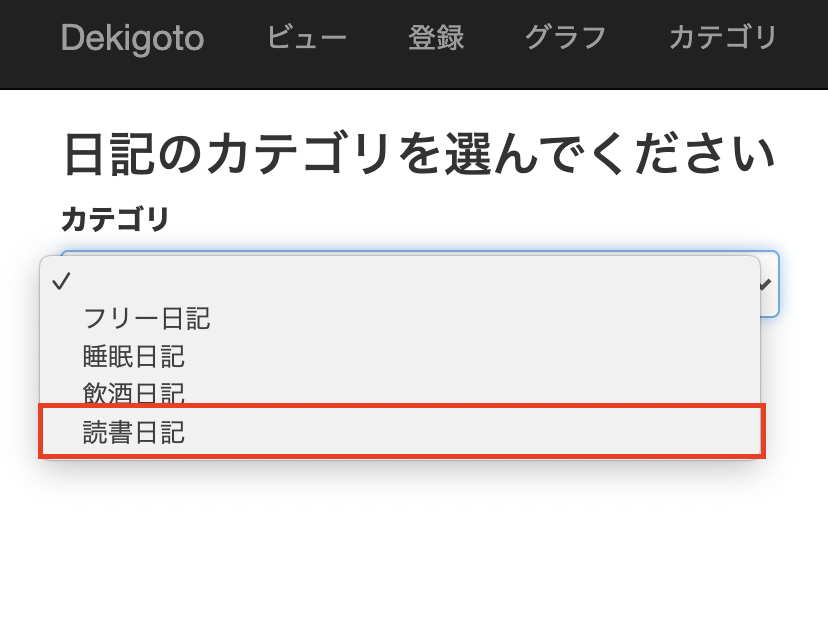 Dekigoto ビュー 登録 グラフ カテゴリ
日記のカテゴリを選んでください
カテゴリ
フリー日記
睡眠日記
飲酒日記
読書日記